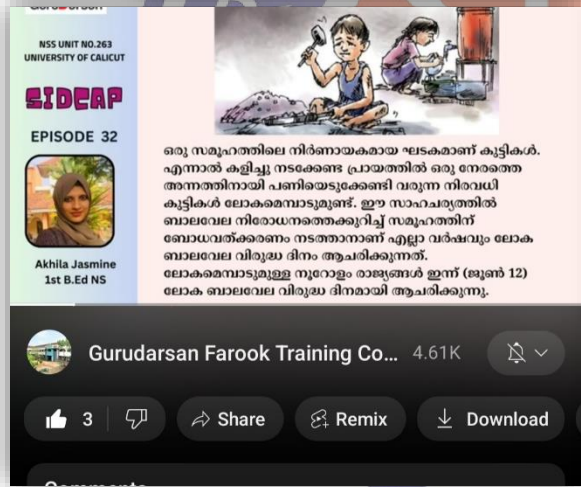 GuruDarsan
NSS UNIT NO.263
UNIVERSITY OF CALICUT
SIDCAP
EPISODE 32
Akhila Jasmine
1st B.Ed NS
ഒരു സമൂഹത്തിലെ നിർണായകമായ ഘടകമാണ് കുട്ടികൾ.
എന്നാൽ കളിച്ചു നടക്കേണ്ട പ്രായത്തിൽ ഒരു നേരത്തെ
അന്നത്തിനായി പണിയെടുക്കേണ്ടി വരുന്ന നിരവധി
കുട്ടികൾ ലോകമെമ്പാടുമുണ്ട്. ഈ സാഹചര്യത്തിൽ
ബാലവേല നിരോധനത്തെക്കുറിച്ച് സമൂഹത്തിന്
ബോധവത്ക്കരണം നടത്താനാണ് എല്ലാ വർഷവും ലോക
ബാലവേല വിരുദ്ധ ദിനം ആചരിക്കുന്നത്.
ലോകമെമ്പാടുമുള്ള നൂറോളം രാജ്യങ്ങൾ ഇന്ന് (ജൂൺ 12)
ലോക ബാലവേല വിരുദ്ധ ദിനമായി ആചരിക്കുന്നു.
Gurudarsan Farook Training Co... 4.61K
3 Share Remix Download
Comments